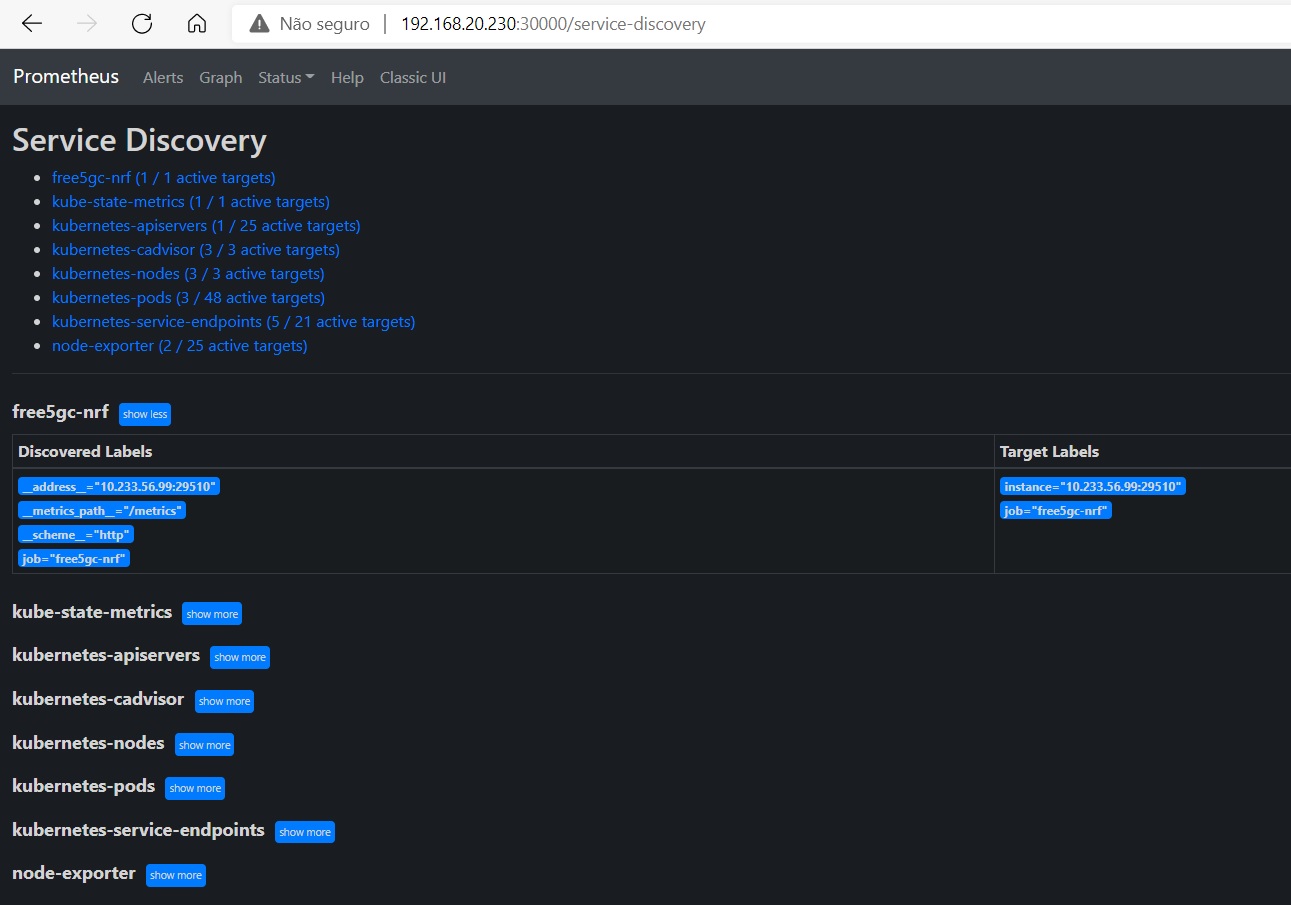 Não seguro | 192.168.20.230:30000/service-discovery
Prometheus Alerts Graph Status Help Classic UI
Service Discovery
free5gc-nrf (1 / 1 active targets)
kube-state-metrics (1 / 1 active targets)
kubernetes-apiservers (1 / 25 active targets)
kubernetes-cadvisor (3 / 3 active targets)
kubernetes-nodes (3 / 3 active targets)
kubernetes-pods (3 / 48 active targets)
kubernetes-service-endpoints (5 / 21 active targets)
node-exporter (2 / 25 active targets)
free5gc-nrf show less
Discovered Labels Target Labels
__address__="10.233.56.99:29510" instance="10.233.56.99:29510"
__metrics_path__="/metrics" job="free5gc-nrf"
__scheme__="http"
job="free5gc-nrf"
kube-state-metrics show more
kubernetes-apiservers show more
kubernetes-cadvisor show more
kubernetes-nodes show more
kubernetes-pods show more
kubernetes-service-endpoints show more
node-exporter show more